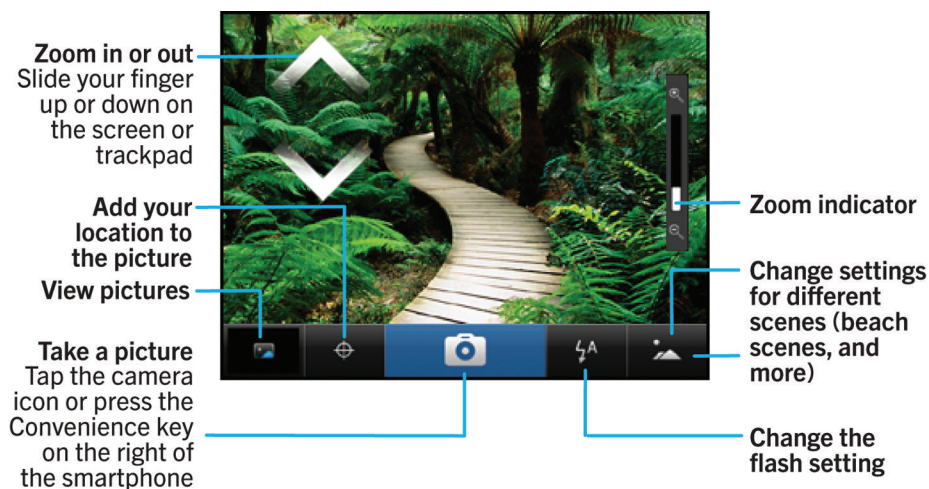 Zoom in or out
Slide your finger
up or down on
the screen or
trackpad
Add your
location to
the picture
View pictures
Take a picture
Tap the camera
icon or press the
Convenience key
on the right of
the smartphone
A
Zoom indicator
Change settings
for different
scenes (beach
scenes, and
more)
Change the
flash setting